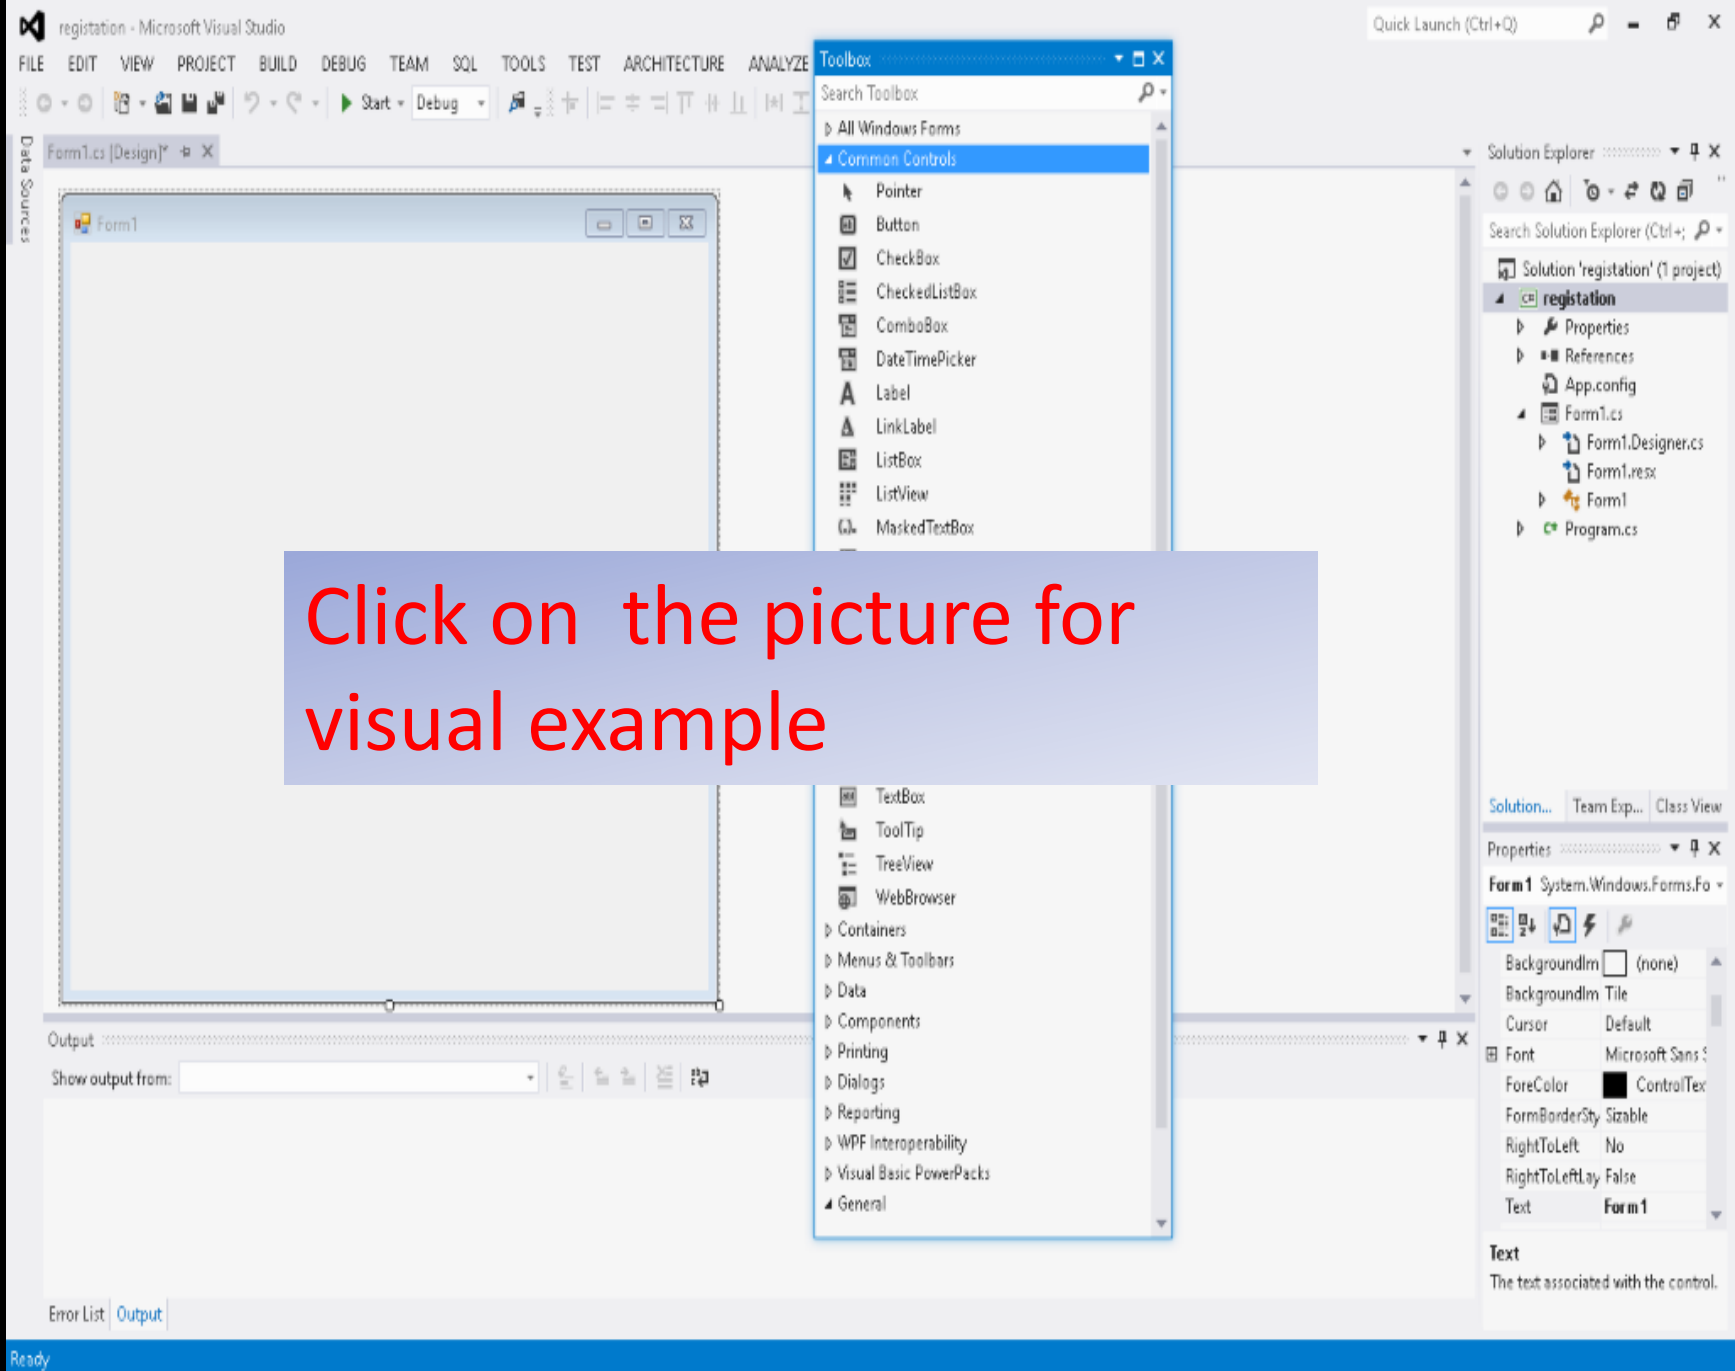 registation - Microsoft Visual Studio
Quick Launch (Ctrl+Q)
FILE EDIT VIEW PROJECT BUILD DEBUG TEAM SQL TOOLS TEST ARCHITECTURE ANALYZE
Start Debug
Data Sources
Form1.cs [Design]*
Form1
Toolbox
Search Toolbox
All Windows Forms
Common Controls
Pointer
Button
CheckBox
CheckedListBox
ComboBox
DateTimePicker
Label
LinkLabel
ListBox
ListView
MaskedTextBox
Click on the picture for
visual example
TextBox
ToolTip
TreeView
WebBrowser
Containers
Menus & Toolbars
Data
Components
Printing
Dialogs
Reporting
WPF Interoperability
Visual Basic PowerPacks
General
Solution Explorer
Search Solution Explorer (Ctrl+;
Solution 'registation' (1 project)
registation
Properties
References
App.config
Form1.cs
Form1.Designer.cs
Form1.resx
Form1
Program.cs
Solution... Team Exp... Class View
Properties
Form1 System.Windows.Forms.Fo
BackgroundIm (none)
BackgroundIm Tile
Cursor Default
Font Microsoft Sans S
ForeColor ControlTex
FormBorderSty Sizable
RightToLeft No
RightToLeftLay False
Text Form1
Text
The text associated with the control.
Output
Show output from:
Error List Output
Ready